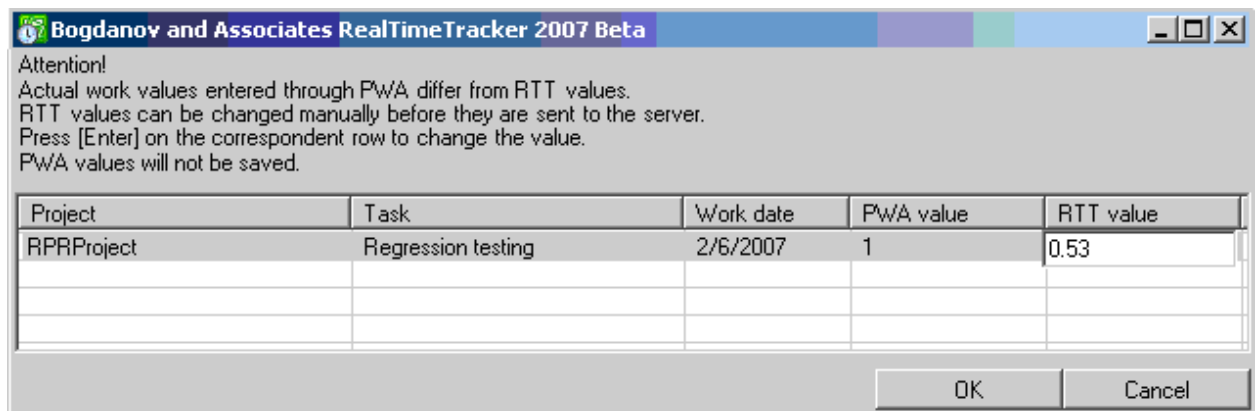 Bogdanov and Associates RealTimeTracker 2007 Beta
Attention!
Actual work values entered through PWA differ from RTT values.
RTT values can be changed manually before they are sent to the server.
Press [Enter] on the correspondent row to change the value.
PWA values will not be saved.
Project Task Work date PWA value RTT value
RPRProject Regression testing 2/6/2007 1 0.53
OK Cancel